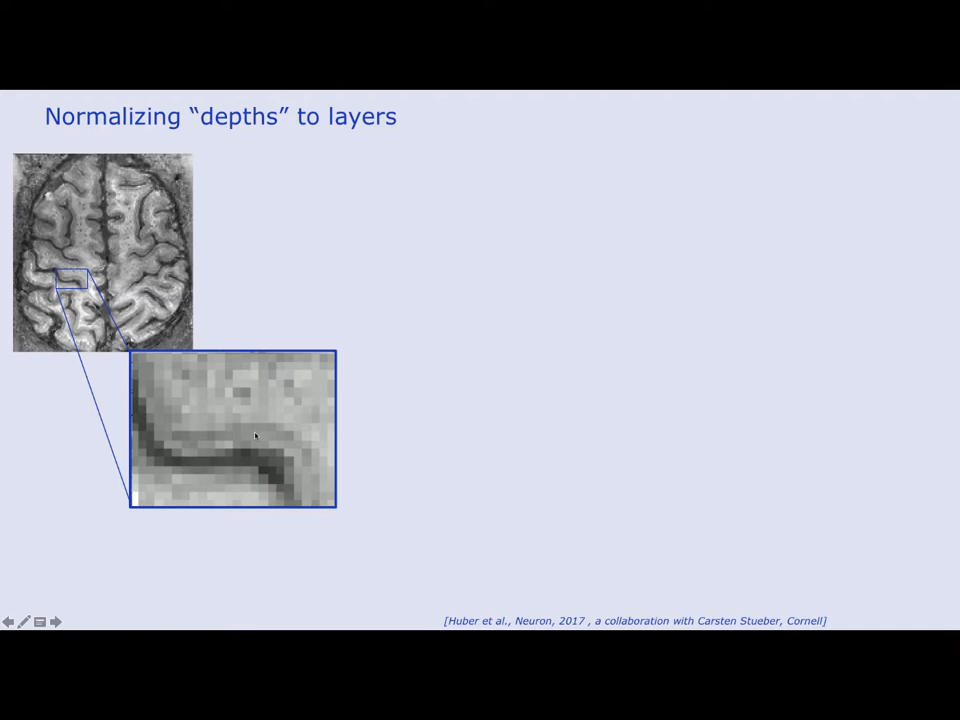 Normalizing “depths” to layers
[Huber et al., Neuron, 2017 , a collaboration with Carsten Stueber, Cornell]